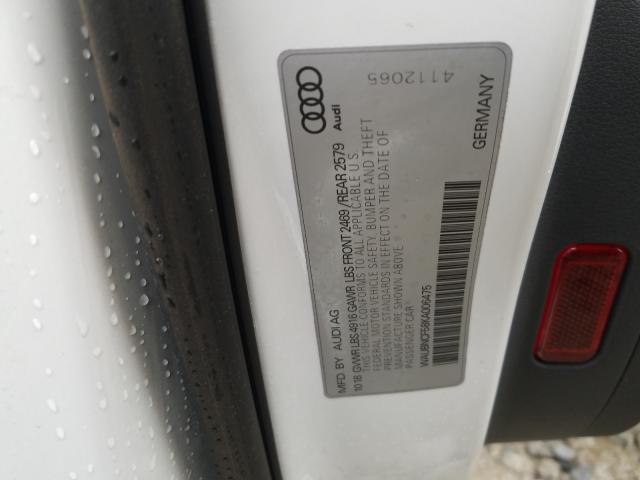 Audi
4112065
MFD BY AUDI AG
10 18 GVWR LBS 4916 GAWR LBS FRONT 2469 /REAR 2579
THIS VEHICLE CONFORMS TO ALL APPLICABLE U S
FEDERAL MOTOR VEHICLE SAFETY, BUMPER AND THEFT
PREVENTION STANDARDS IN EFFECT ON THE DATE OF
MANUFACTURE SHOWN ABOVE
PASSENGER CAR
WAUBNCF58KA006475
GERMANY